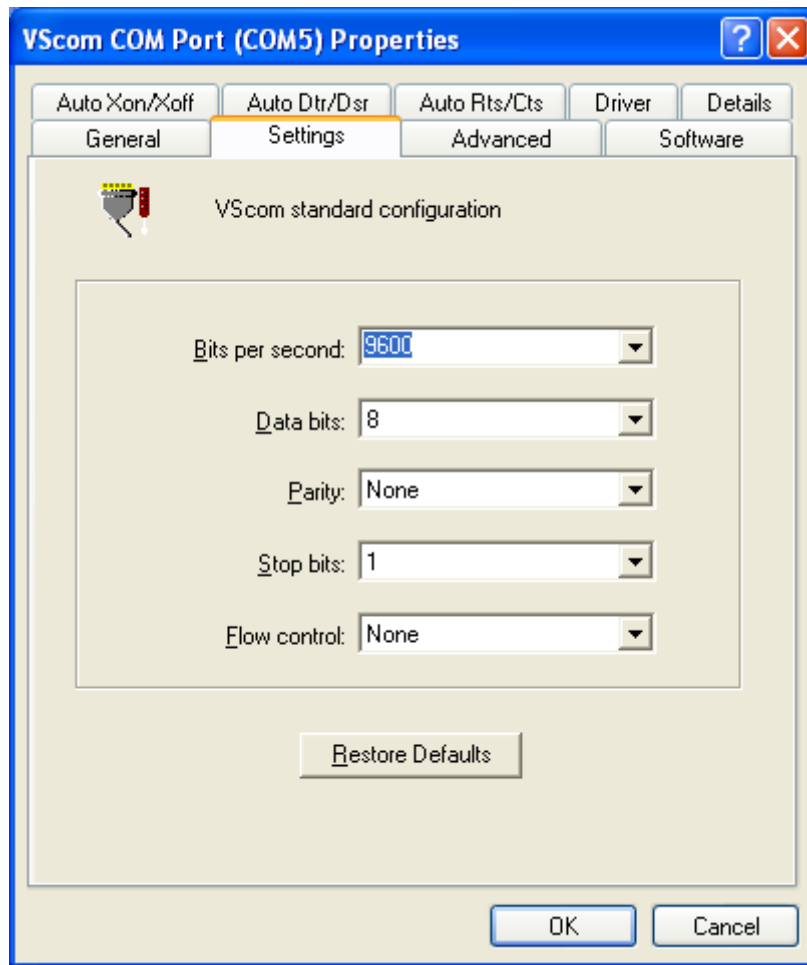 VScom COM Port (COM5) Properties
Auto Xon/Xoff Auto Dtr/Dsr Auto Rts/Cts Driver Details
General Settings Advanced Software
VScom standard configuration
Bits per second: 9600
Data bits: 8
Parity: None
Stop bits: 1
Flow control: None
Restore Defaults
OK Cancel